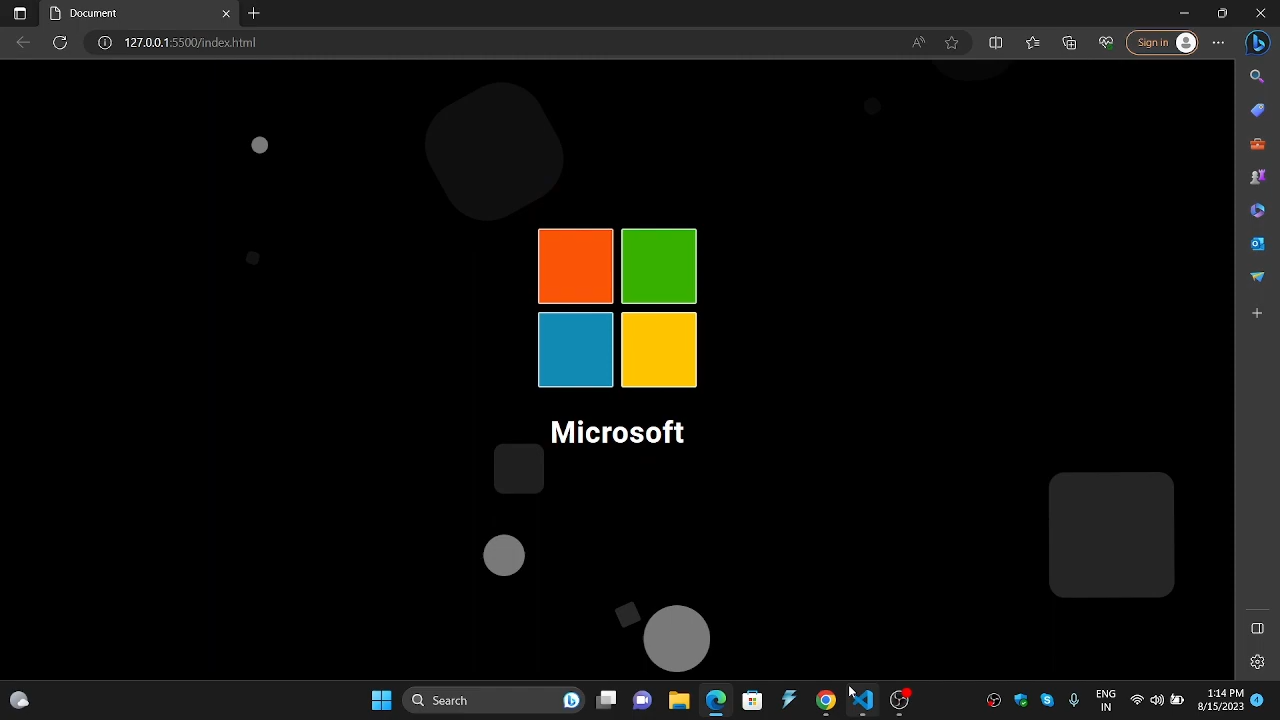 Document
127.0.0.1:5500/index.html
Sign in
Microsoft
Search
ENG
IN
1:14 PM
8/15/2023
4